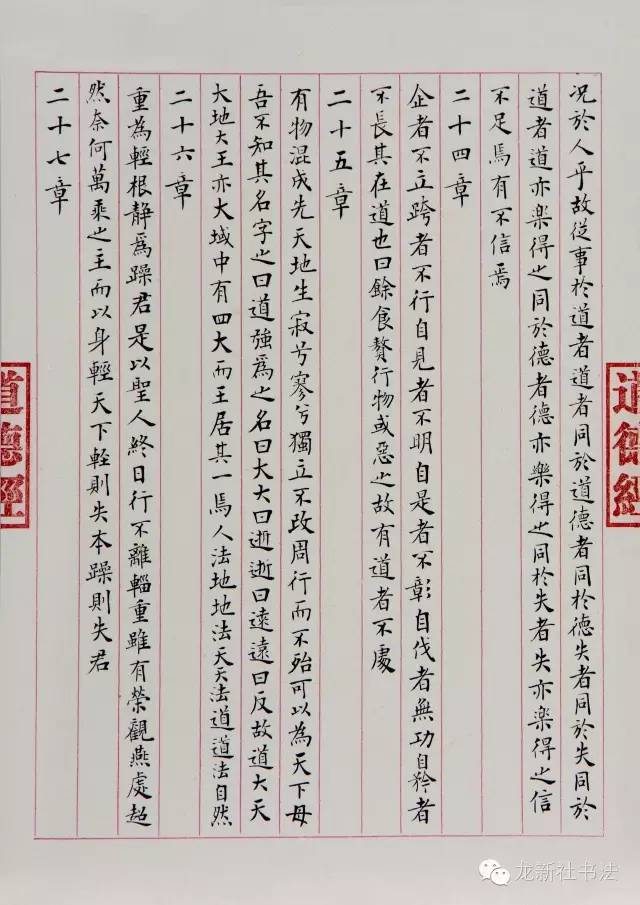 况於人乎故從事於道者道者同於道德者同於德失者同於失同於
道者道亦楽得之同於德者德亦楽得之同於失者失亦楽得之信
不足焉有不信焉
二十四章
企者不立跨者不行自見者不明自是者不彰自伐者無功自矜者
不長其在道也曰餘食贅行物或惡之故有道者不處
二十五章
有物混成先天地生寂兮寥兮獨立不改周行而不殆可以為天下母
吾不知其名字之曰道強爲之名曰大大曰逝逝曰遠遠曰反故道大天
大地大王亦大域中有四大而王居其一焉人法地地法天天法道道法自然
二十六章
重為輕根静爲躁君是以聖人終日行不離輜重雖有榮觀燕處超
然奈何萬乘之主而以身輕天下輕則失本躁則失君
二十七章
道德經
道德經
龙新社书法